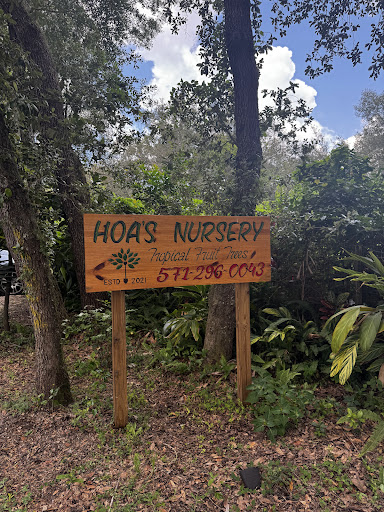 HOA'S NURSERY
Tropical Fruit Trees
571-296-0043
ESTD 2021